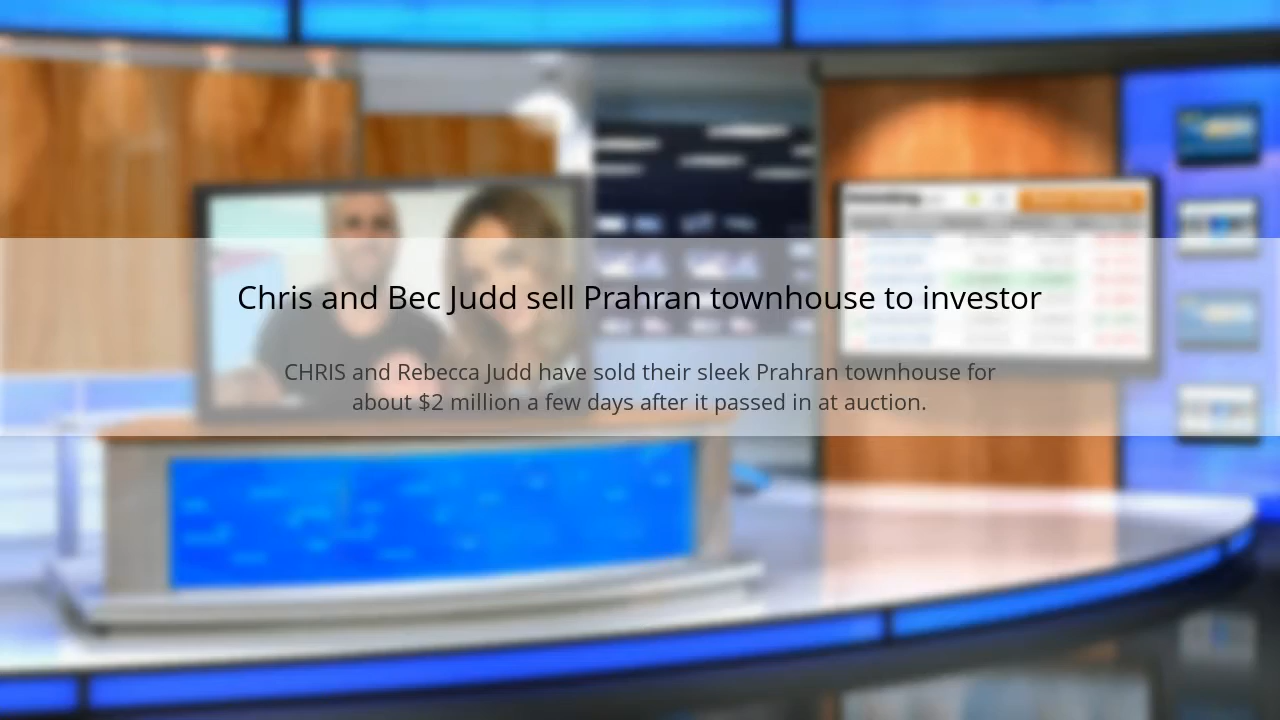 Chris and Bec Judd sell Prahran townhouse to investor
CHRIS and Rebecca Judd have sold their sleek Prahran townhouse for
about $2 million a few days after it passed in at auction.